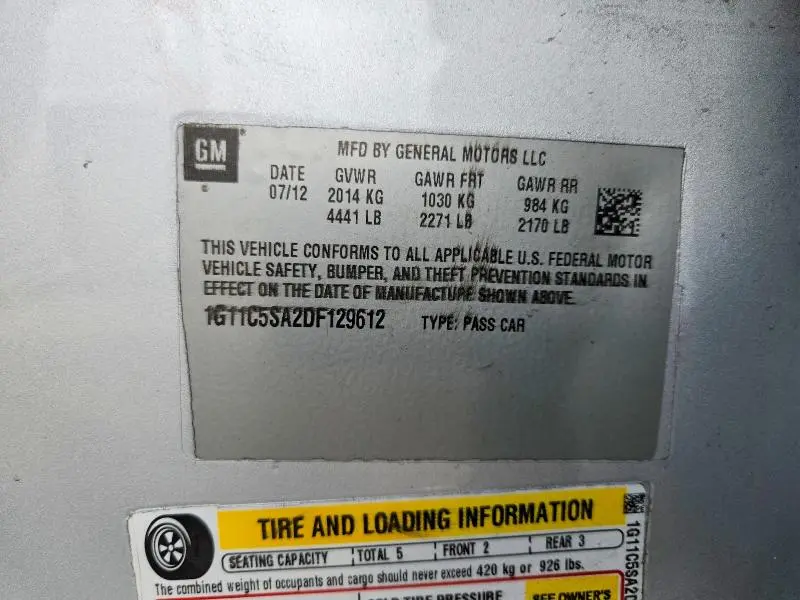 GM
MFD BY GENERAL MOTORS LLC
DATE GVWR GAWR FRT GAWR RR
07/12 2014 KG 1030 KG 984 KG
4441 LB 2271 LB 2170 LB
THIS VEHICLE CONFORMS TO ALL APPLICABLE U.S. FEDERAL MOTOR
VEHICLE SAFETY, BUMPER, AND THEFT PREVENTION STANDARDS IN
EFFECT ON THE DATE OF MANUFACTURE SHOWN ABOVE.
1G11C5SA2DF129612 TYPE: PASS CAR
TIRE AND LOADING INFORMATION
SEATING CAPACITY TOTAL 5 FRONT 2 REAR 3
The combined weight of occupants and cargo should never exceed 420 kg or 926 lbs.
COLD TIRE PRESSURE SEE OWNER'S
1G11C5SA2D